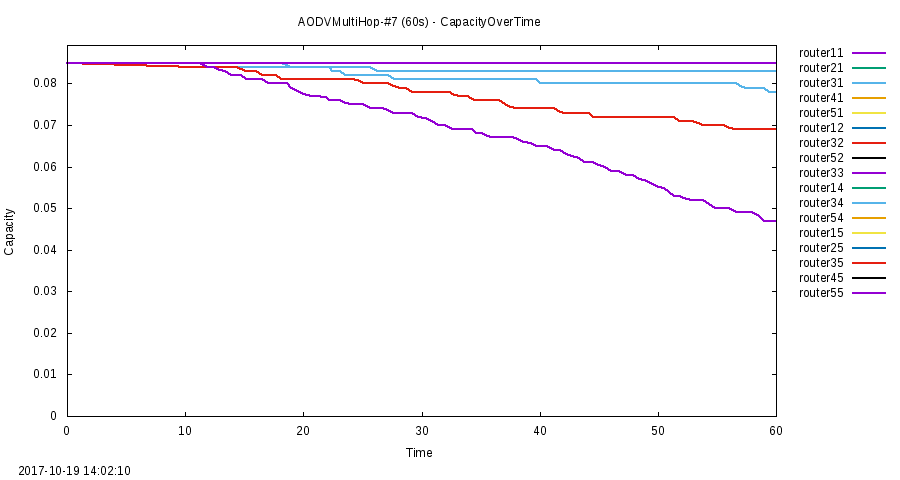 AODVMultiHop-#7 (60s) - CapacityOverTime
router11
router21
router31
router41
router51
router12
router32
router52
router33
router14
router34
router54
router15
router25
router35
router45
router55
0.08
0.07
0.06
0.05
0.04
0.03
0.02
0.01
0
Capacity
0 10 20 30 40 50 60
Time
2017-10-19 14:02:10